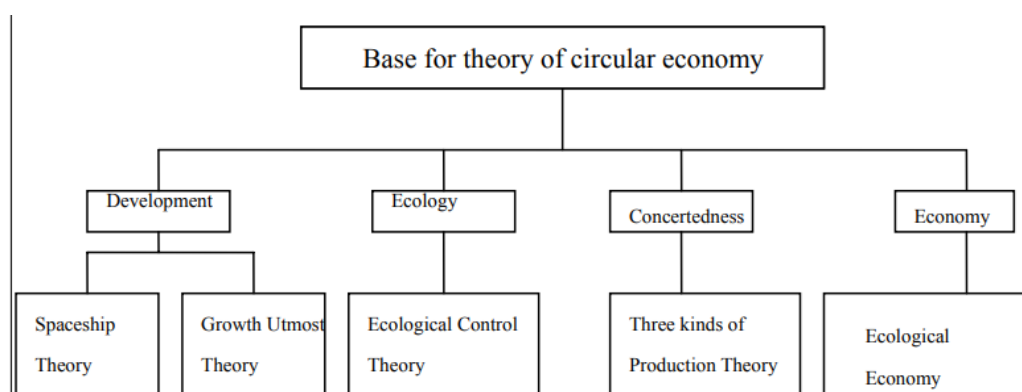 Base for theory of circular economy
Development
Ecology
Concertedness
Economy
Spaceship
Theory
Growth Utmost
Theory
Ecological Control
Theory
Three kinds of
Production Theory
Ecological
Economy